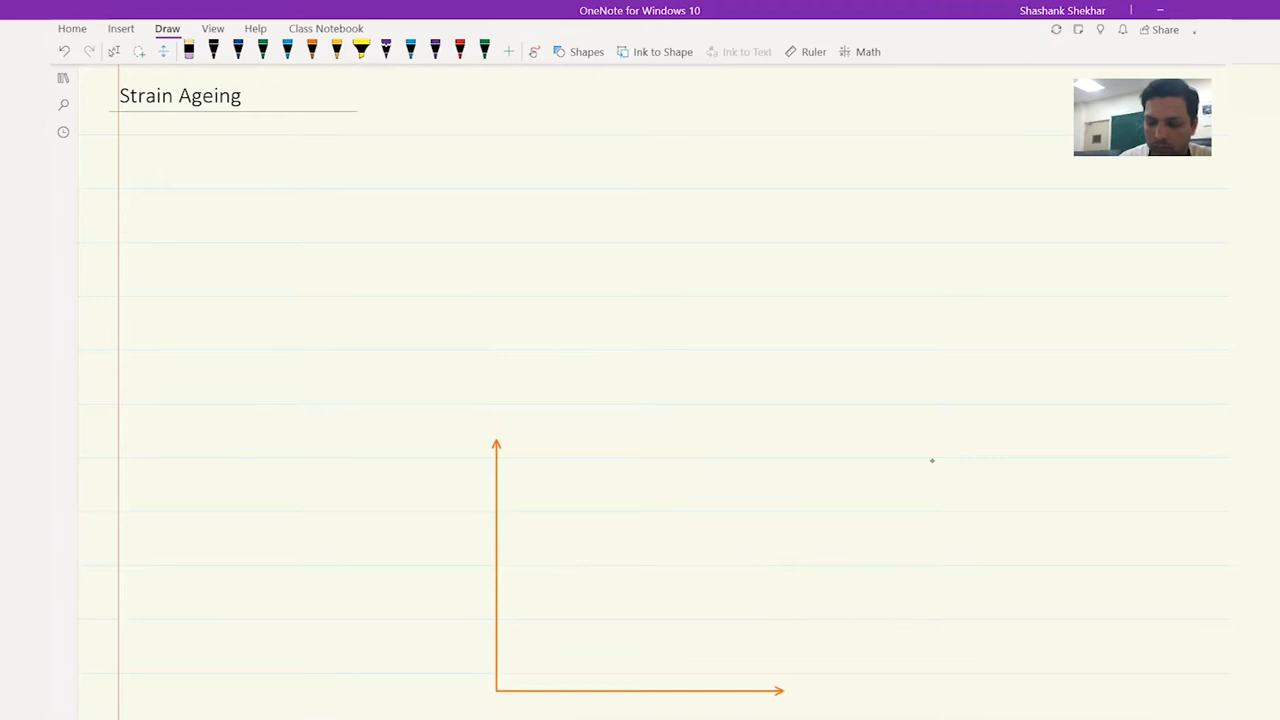 OneNote for Windows 10
Shashank Shekhar
Home Insert Draw View Help Class Notebook
Share
Shapes Ink to Shape Ink to Text Ruler Math
Strain Ageing